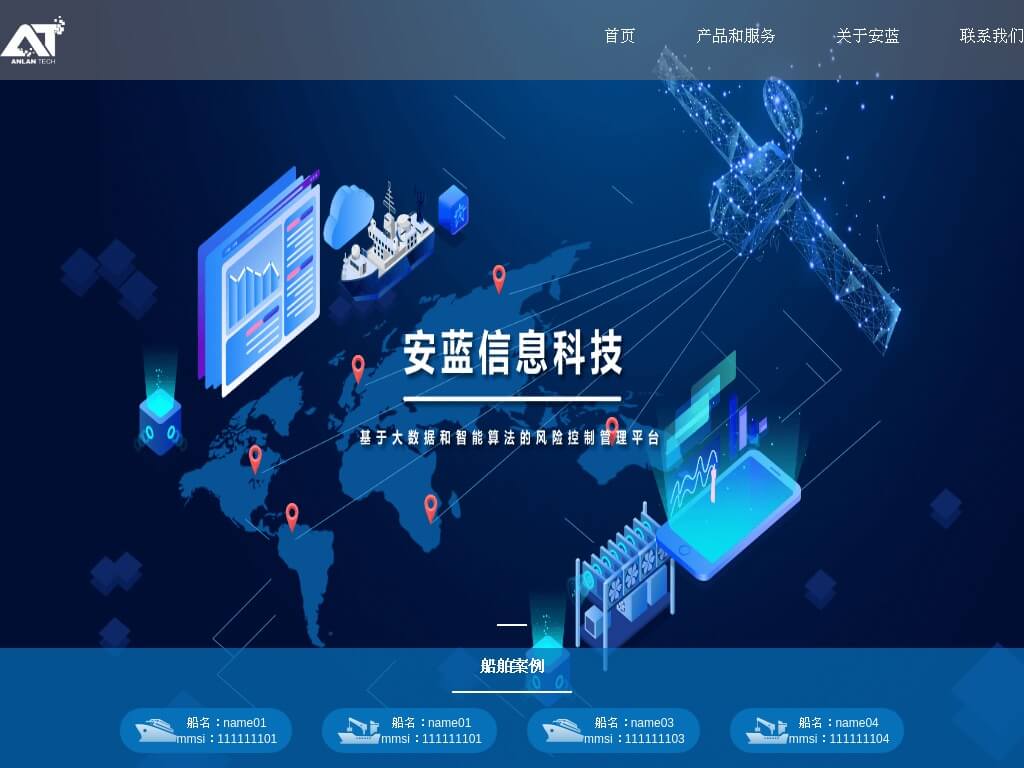 AT
ANLAN TECH
首页
产品和服务
关于安蓝
联系我们
安蓝信息科技
基于大数据和智能算法的风险控制管理平台
船舶案例
船名：name01
mmsi：111111101
船名：name01
mmsi：111111101
船名：name03
mmsi：111111103
船名：name04
mmsi：111111104